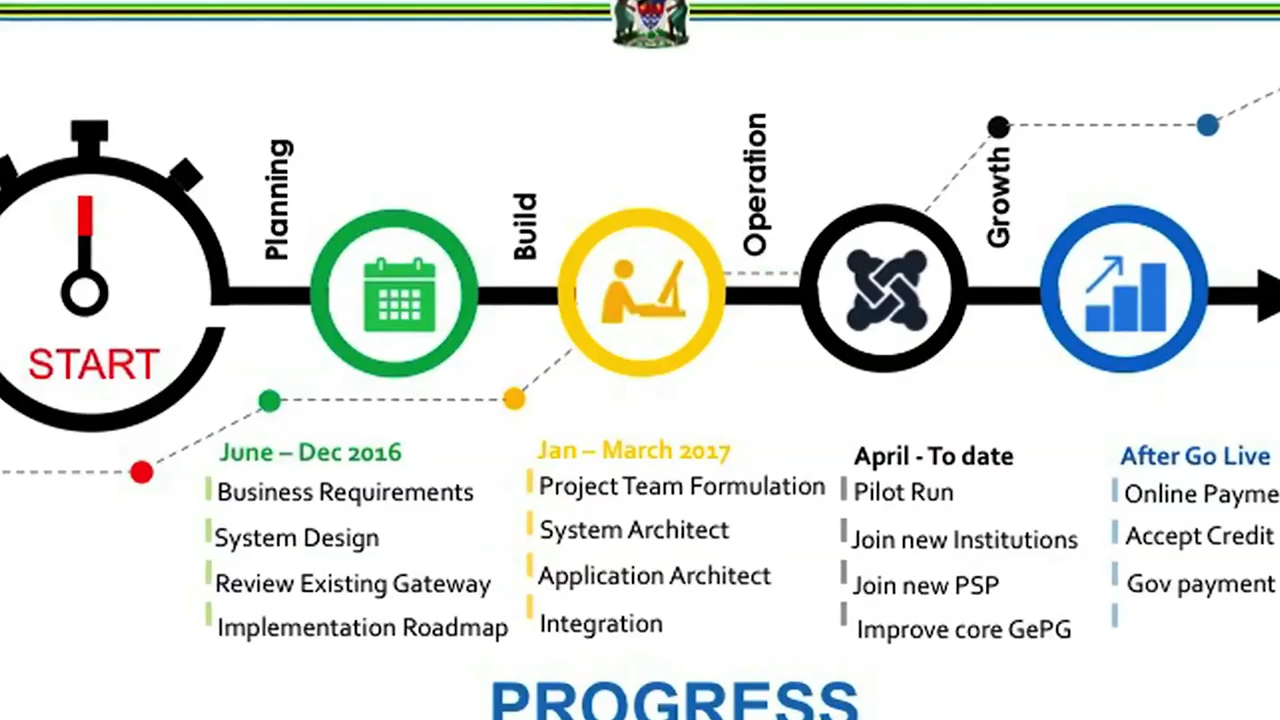 START
Planning
Build
Operation
Growth
June – Dec 2016
Business Requirements
System Design
Review Existing Gateway
Implementation Roadmap
Jan – March 2017
Project Team Formulation
System Architect
Application Architect
Integration
April - To date
Pilot Run
Join new Institutions
Join new PSP
Improve core GePG
After Go Live
Online Payme
Accept Credit
Gov payment
PROGRESS